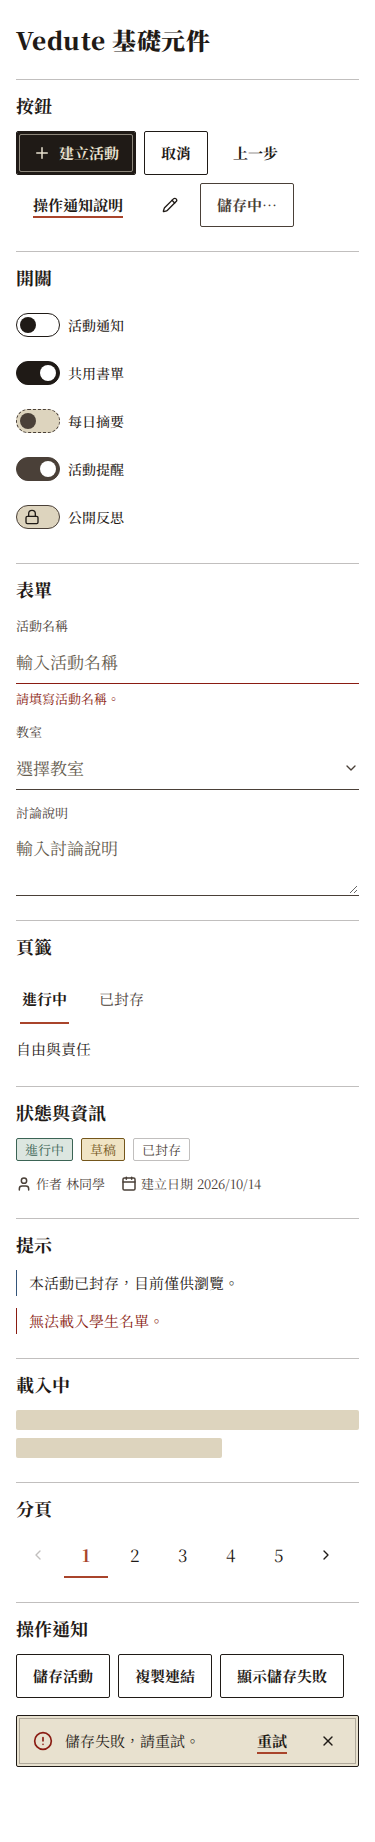 Vedute 基礎元件
按鈕
建立活動 取消 上一步
操作通知說明 儲存中…
開關
活動通知
共用書單
每日摘要
活動提醒
公開反思
表單
活動名稱
輸入活動名稱
請填寫活動名稱。
教室
選擇教室
討論說明
輸入討論說明
頁籤
進行中 已封存
自由與責任
狀態與資訊
進行中 草稿 已封存
作者 林同學 建立日期 2026/10/14
提示
本活動已封存，目前僅供瀏覽。
無法載入學生名單。
載入中
分頁
1 2 3 4 5
操作通知
儲存活動 複製連結 顯示儲存失敗
儲存失敗，請重試。 重試